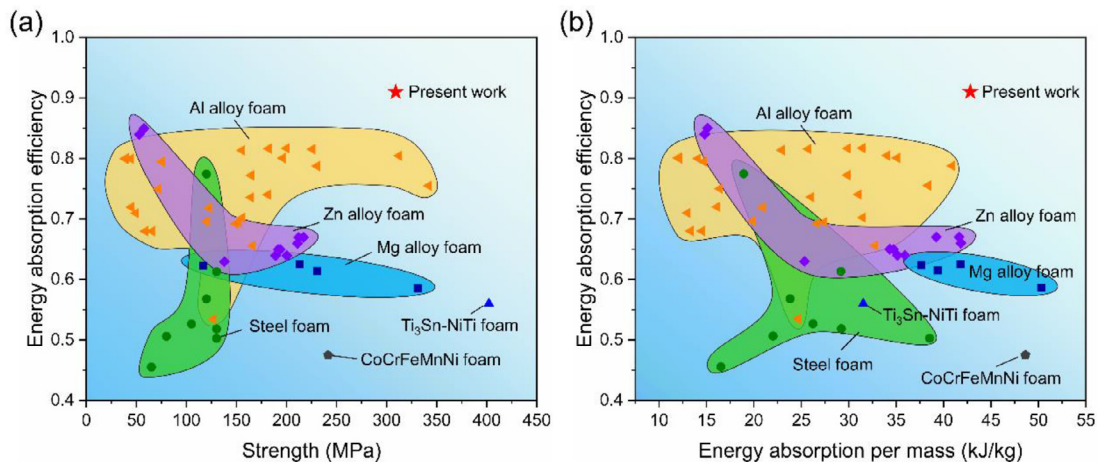 (a)
Energy absorption efficiency
1.0
0.9
0.8
0.7
0.6
0.5
0.4
Present work
Al alloy foam
Zn alloy foam
Mg alloy foam
Ti₃Sn-NiTi foam
Steel foam
CoCrFeMnNi foam
0 50 100 150 200 250 300 350 400 450
Strength (MPa)
(b)
Energy absorption efficiency
1.0
0.9
0.8
0.7
0.6
0.5
0.4
Present work
Al alloy foam
Zn alloy foam
Mg alloy foam
Ti₃Sn-NiTi foam
Steel foam
CoCrFeMnNi foam
10 15 20 25 30 35 40 45 50 55
Energy absorption per mass (kJ/kg)